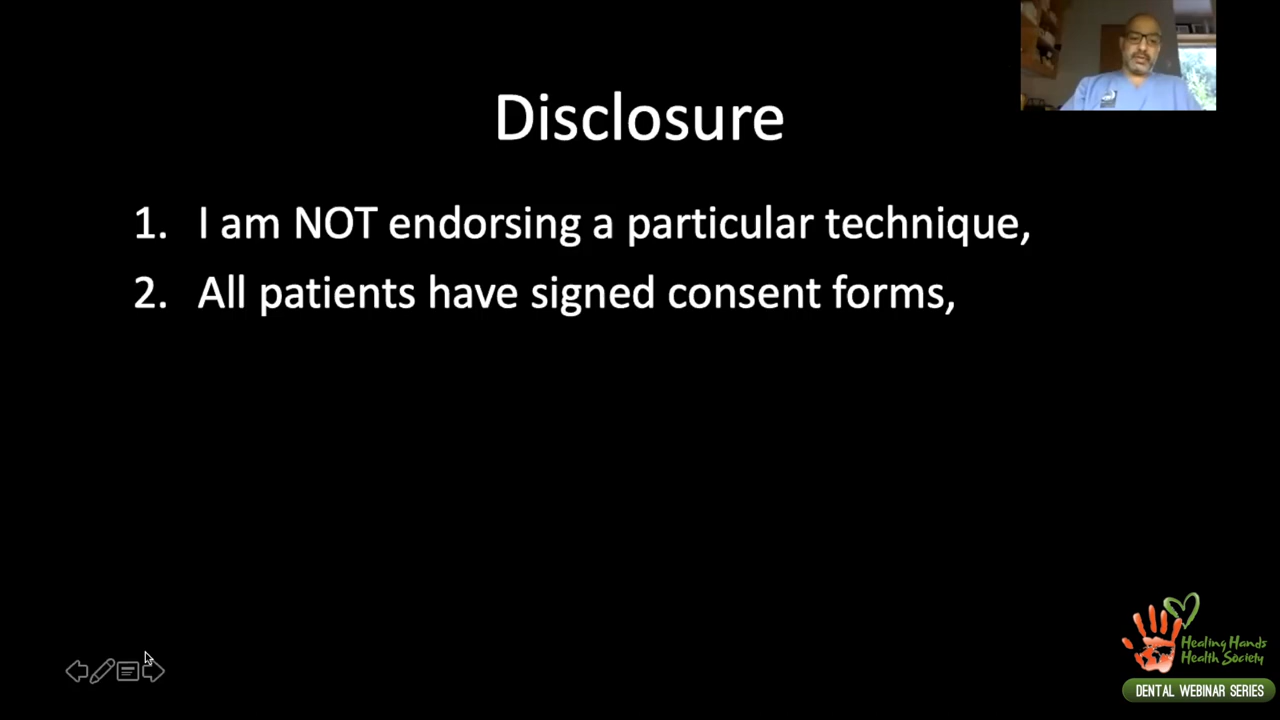 Disclosure
1. I am NOT endorsing a particular technique,
2. All patients have signed consent forms,
Healing Hands
Health Society
DENTAL WEBINAR SERIES